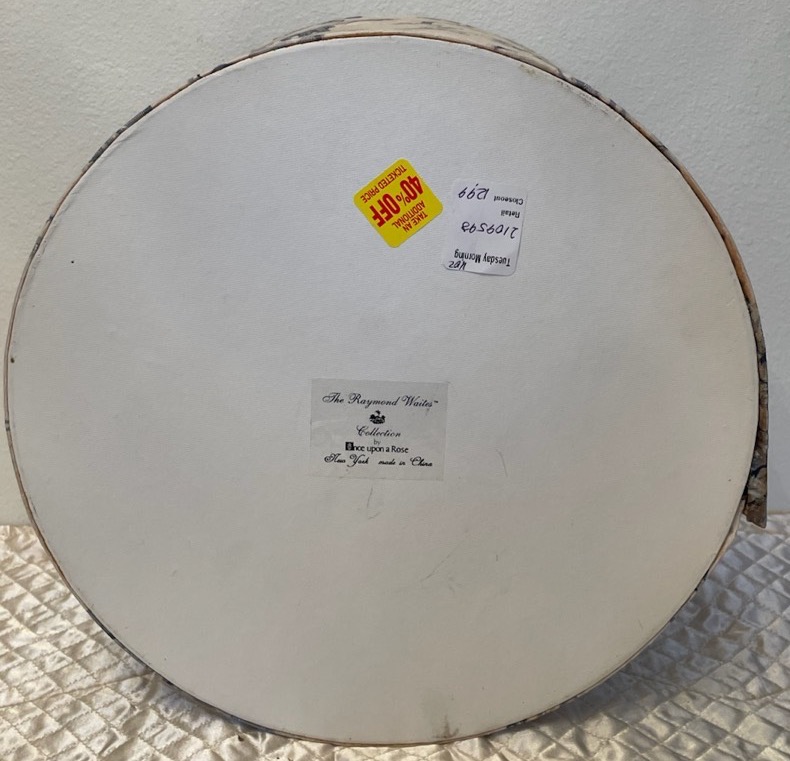 TAKE AN
ADDITIONAL
40% OFF
TICKETED PRICE
Tuesday Morning
2109593
Retail
Closeout 12.99
The Raymond Waites™
Collection
by
Once upon a Rose
New York made in China